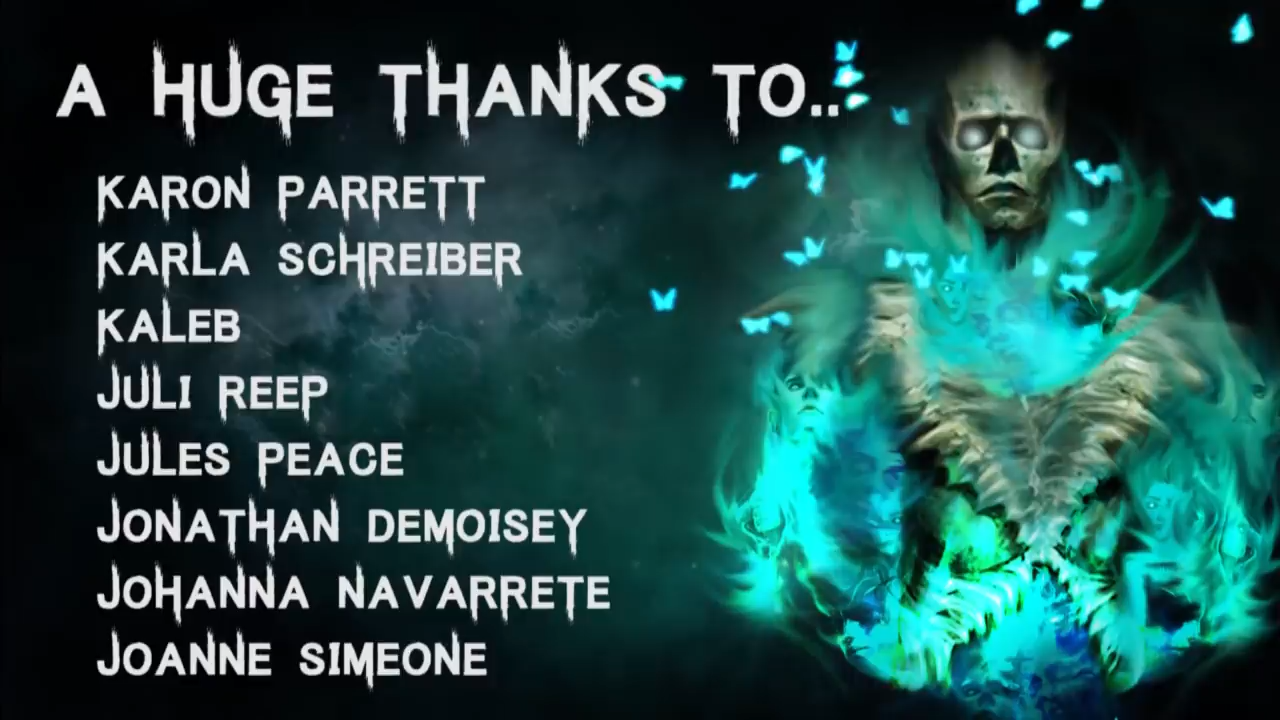 A HUGE THANKS TO..
KARON PARRETT
KARLA SCHREIBER
KALEB
JULI REEP
JULES PEACE
JONATHAN DEMOISEY
JOHANNA NAVARRETE
JOANNE SIMEONE